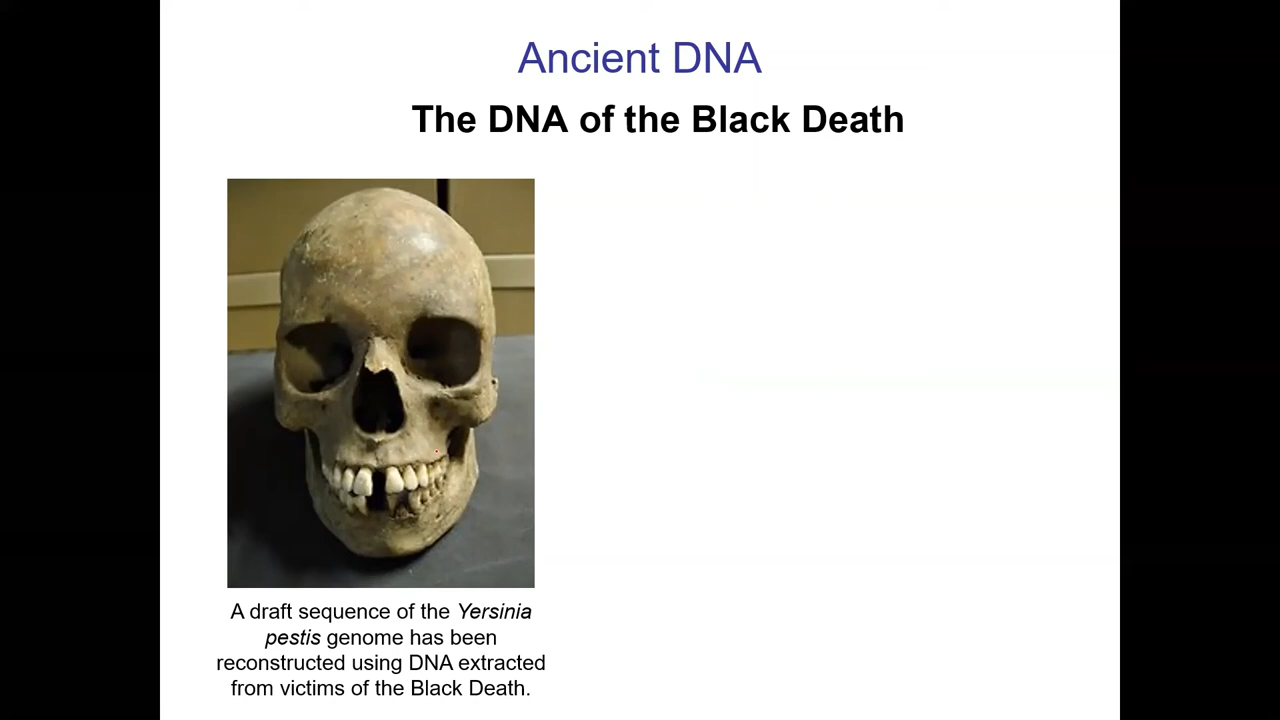 Ancient DNA
The DNA of the Black Death
A draft sequence of the Yersinia
pestis genome has been
reconstructed using DNA extracted
from victims of the Black Death.